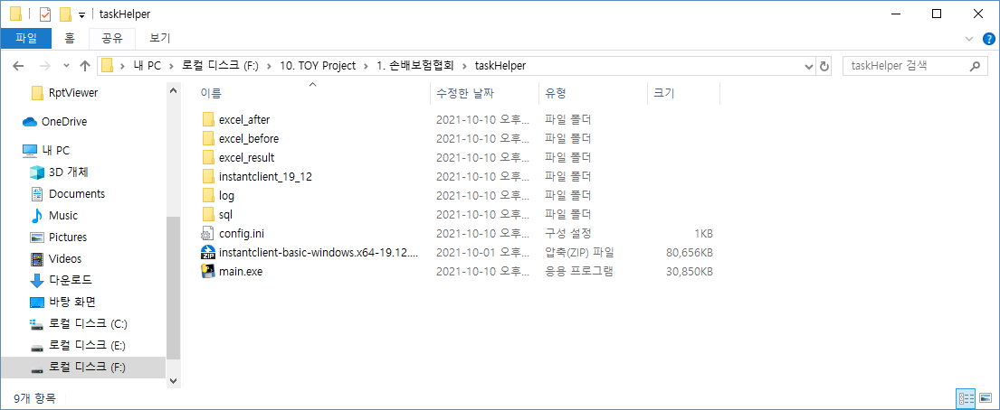 taskHelper
파일 홈 공유 보기
내 PC 로컬 디스크 (F:) 10. TOY Project 1. 손배보험협회 taskHelper taskHelper 검색
RptViewer
OneDrive
내 PC
3D 개체
Documents
Music
Pictures
Videos
다운로드
바탕 화면
로컬 디스크 (C:)
로컬 디스크 (E:)
로컬 디스크 (F:)
이름 수정한 날짜 유형 크기
excel_after 2021-10-10 오후... 파일 폴더
excel_before 2021-10-10 오후... 파일 폴더
excel_result 2021-10-10 오후... 파일 폴더
instantclient_19_12 2021-10-10 오후... 파일 폴더
log 2021-10-10 오후... 파일 폴더
sql 2021-10-10 오후... 파일 폴더
config.ini 2021-10-10 오후... 구성 설정 1KB
ZIP instantclient-basic-windows.x64-19.12.... 2021-10-01 오후... 압축(ZIP) 파일 80,656KB
main.exe 2021-10-10 오후... 응용 프로그램 30,850KB
9개 항목